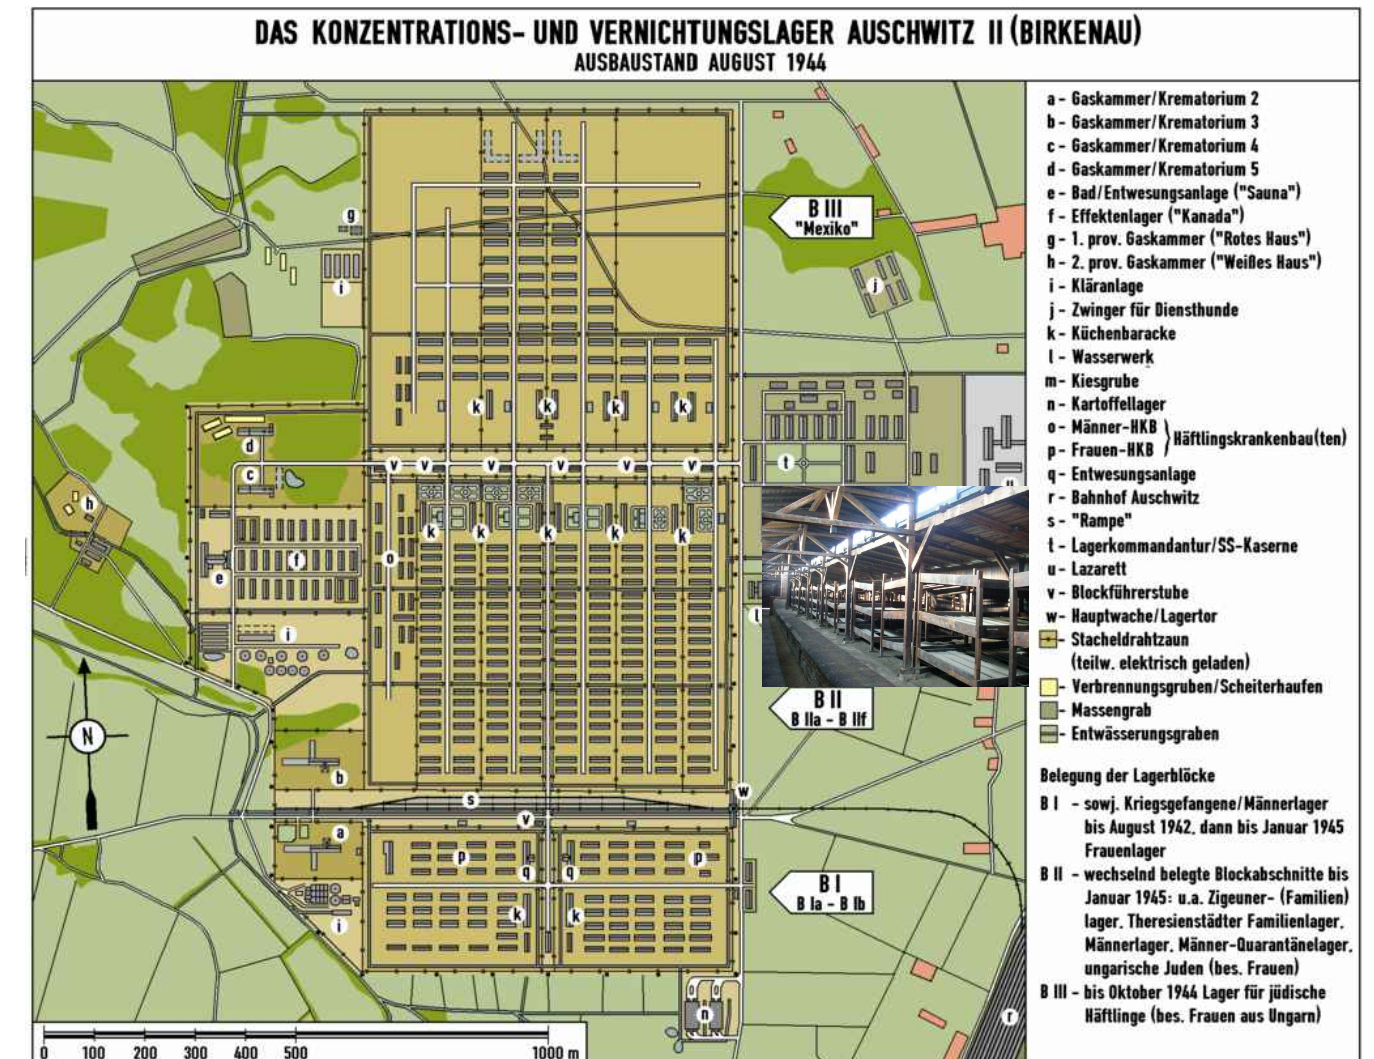 DAS KONZENTRATIONS- UND VERNICHTUNGSLAGER AUSCHWITZ II (BIRKENAU)
AUSBAUSTAND AUGUST 1944
a - Gaskammer/Krematorium 2
b - Gaskammer/Krematorium 3
c - Gaskammer/Krematorium 4
d - Gaskammer/Krematorium 5
e - Bad/Entwesungsanlage ("Sauna")
f - Effektenlager ("Kanada")
g - 1. prov. Gaskammer ("Rotes Haus")
h - 2. prov. Gaskammer ("Weißes Haus")
i - Kläranlage
j - Zwinger für Diensthunde
k - Küchenbaracke
l - Wasserwerk
m - Kiesgrube
n - Kartoffellager
o - Männer-HKB
p - Frauen-HKB } Häftlingskrankenbau(ten)
q - Entwesungsanlage
r - Bahnhof Auschwitz
s - "Rampe"
t - Lagerkommandantur/SS-Kaserne
u - Lazarett
v - Blockführerstube
w - Hauptwache/Lagertor
- Stacheldrahtzaun
(teilw. elektrisch geladen)
- Verbrennungsgruben/Scheiterhaufen
- Massengrab
- Entwässerungsgraben
Belegung der Lagerblöcke
B I - sowj. Kriegsgefangene/Männerlager
bis August 1942, dann bis Januar 1945
Frauenlager
B II - wechselnd belegte Blockabschnitte bis
Januar 1945: u.a. Zigeuner- (Familien)
lager, Theresienstädter Familienlager,
Männerlager, Männer-Quarantänelager,
ungarische Juden (bes. Frauen)
B III - bis Oktober 1944 Lager für jüdische
Häftlinge (bes. Frauen aus Ungarn)
B III
"Mexiko"
B II
B IIa - B IIf
B I
B Ia - B Ib
g
i
j
k k k k
d
v v v v v v
t
c
h
k k k k k
o
f
e
l
i
N
b
s
w
v
a
p p
q q
k k
i
n
r
0 100 200 300 400 500 1000 m